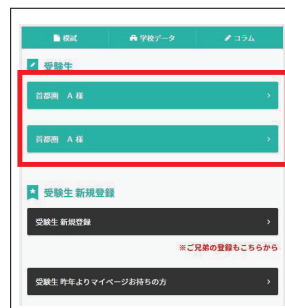 模試
学校データ
コラム
受験生
首都圏 A 様
首都圏 A 様
受験生 新規登録
受験生 新規登録
※ご兄弟の登録もこちらから
受験生 昨年よりマイページお持ちの方